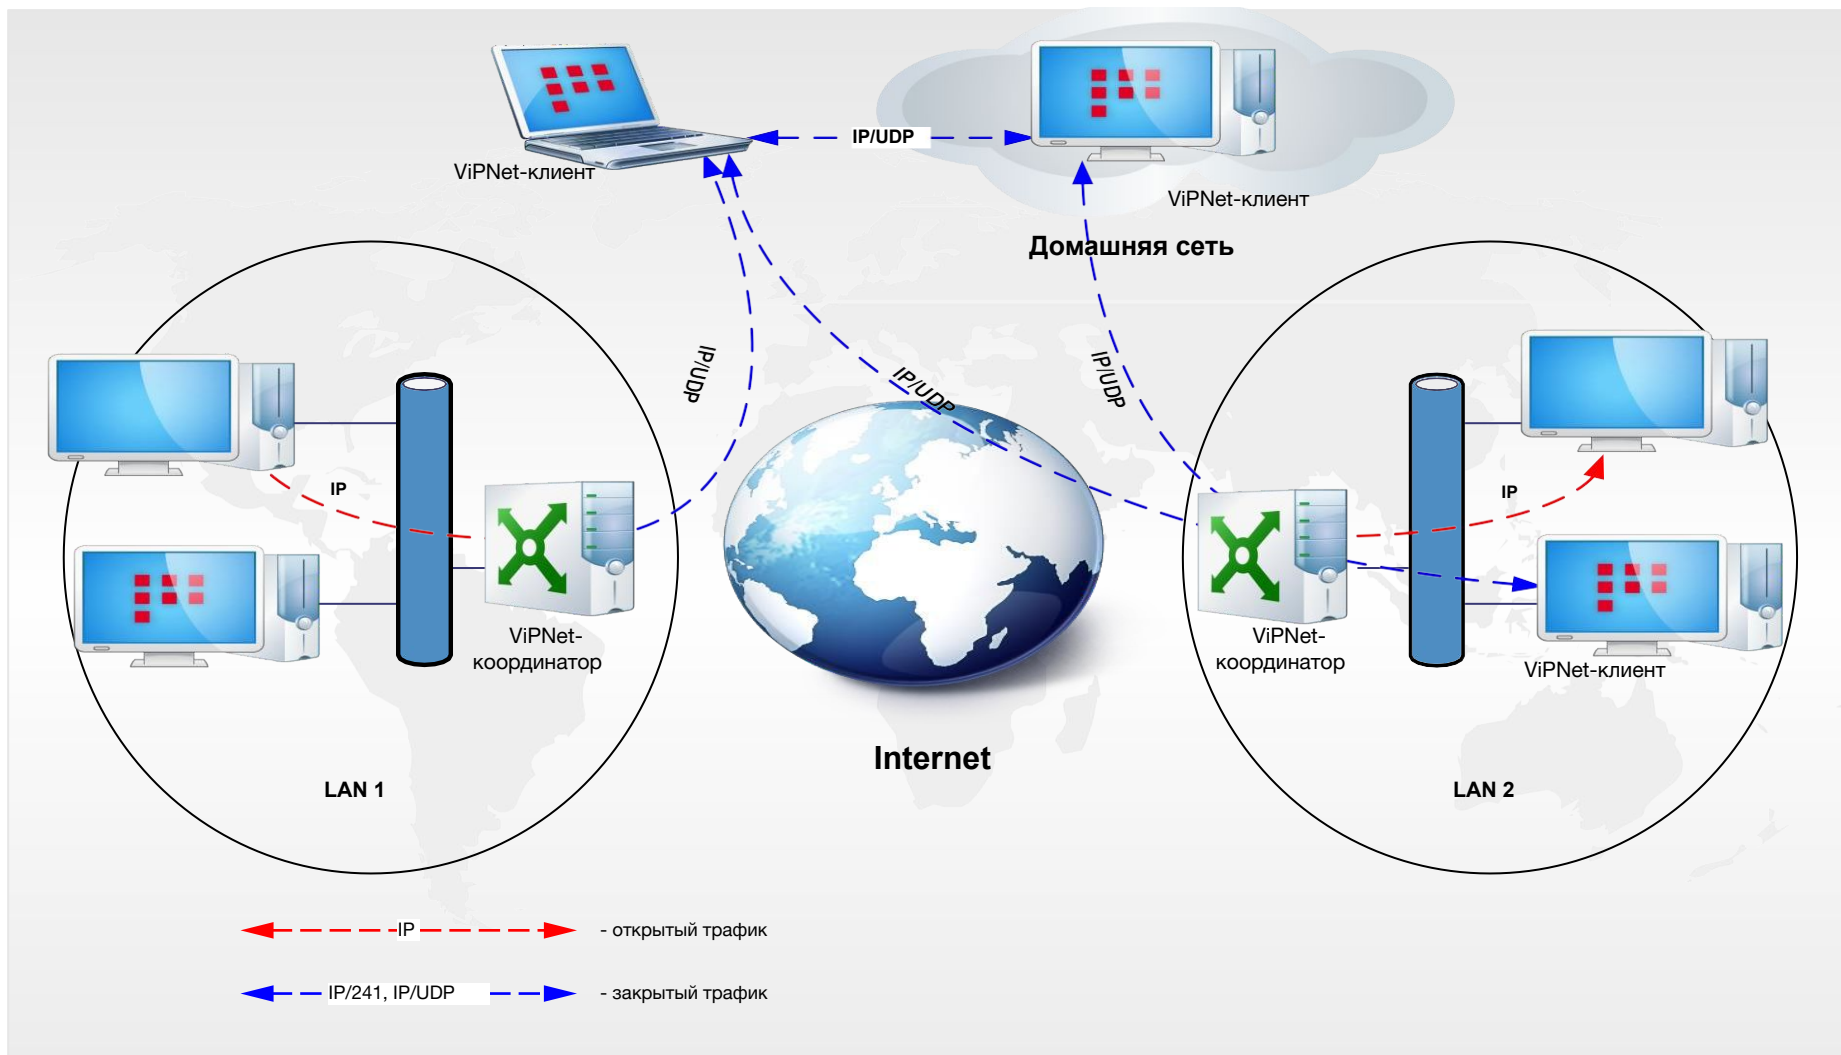 IP/UDP
ViPNet-клиент
ViPNet-клиент
Домашняя сеть
IP/UDP
IP/UDP
IP/UDP
IP
IP
ViPNet-
координатор
ViPNet-
координатор
ViPNet-клиент
Internet
LAN 1
LAN 2
IP
- открытый трафик
IP/241, IP/UDP
- закрытый трафик